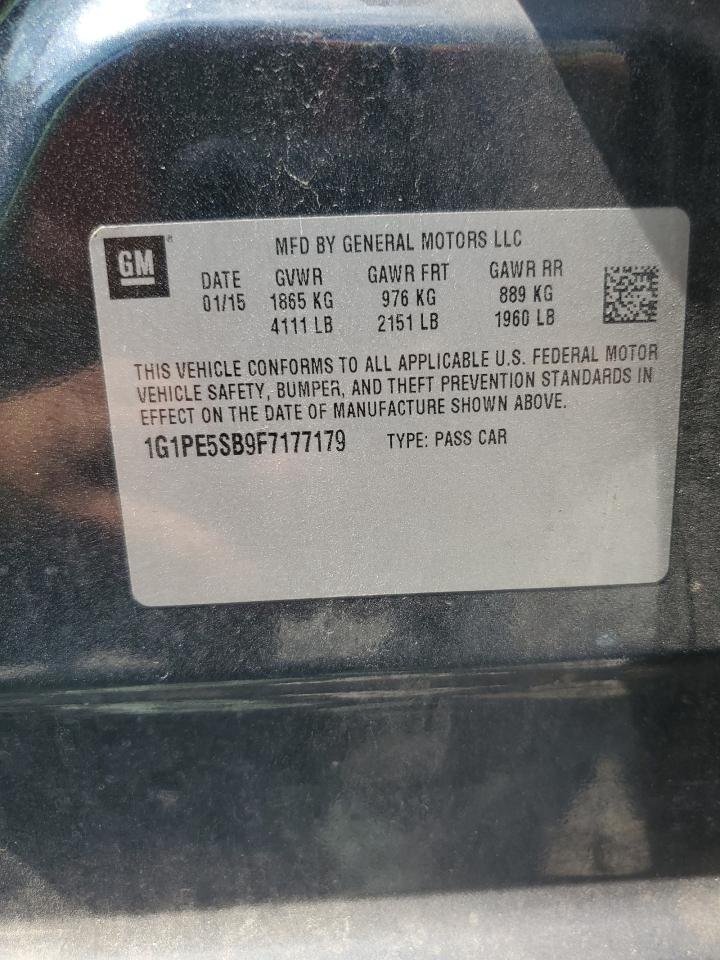 GM
MFD BY GENERAL MOTORS LLC
DATE GVWR GAWR FRT GAWR RR
01/15 1865 KG 976 KG 889 KG
4111 LB 2151 LB 1960 LB
THIS VEHICLE CONFORMS TO ALL APPLICABLE U.S. FEDERAL MOTOR
VEHICLE SAFETY, BUMPER, AND THEFT PREVENTION STANDARDS IN
EFFECT ON THE DATE OF MANUFACTURE SHOWN ABOVE.
1G1PE5SB9F7177179 TYPE: PASS CAR